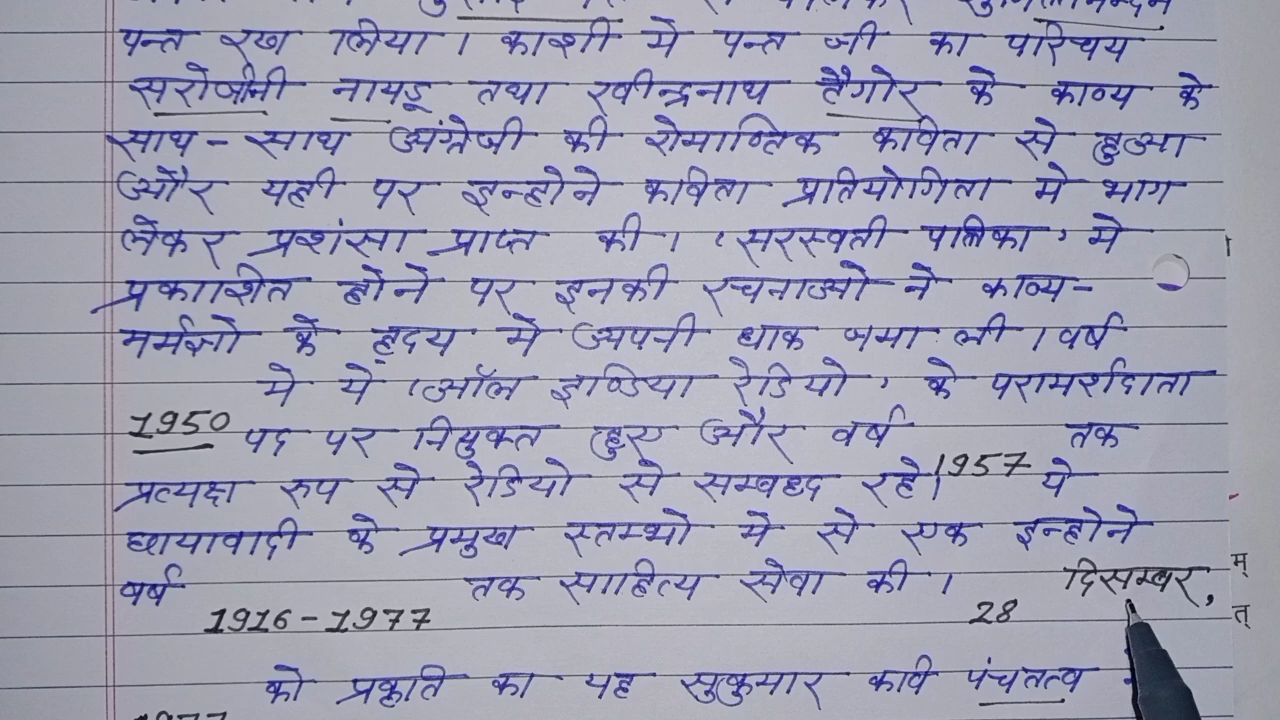 पन्त रख लिया। काशी मे पन्त जी का परिचय
सरोजीनी नायडू तथा रवीन्द्रनाथ टैगोर के काव्य के
साथ - साथ अंग्रेजी की रोमाण्टिक कविता से हुआ
और यही पर इन्होने कविता प्रतियोगिता मे भाग
लेकर प्रशंसा प्राप्त की। 'सरस्वती पत्रिका' मे
प्रकाशित होने पर इनकी रचनाओ ने काव्य-
मर्मज्ञो के हृदय मे अपनी धाक जमा ली। वर्ष
मे ये 'ऑल इण्डिया रेडियो' के परामर्शदाता
1950 पद पर नियुक्त हुए और वर्ष तक
प्रत्यक्ष रुप से रेडियो से सम्बध्द रहे। 1957 ये
छायावादी के प्रमुख स्तम्भो मे से एक इन्होने
वर्ष तक साहित्य सेवा की। दिसम्बर,
1916 - 1977 28
को प्रकृति का यह सुकुमार कवि पंचतत्व
1977
म्
त्